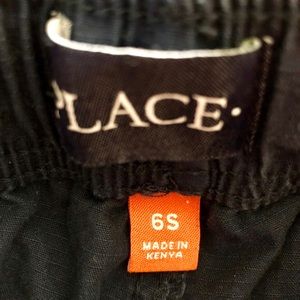 PLACE.
6S
MADE IN
KENYA